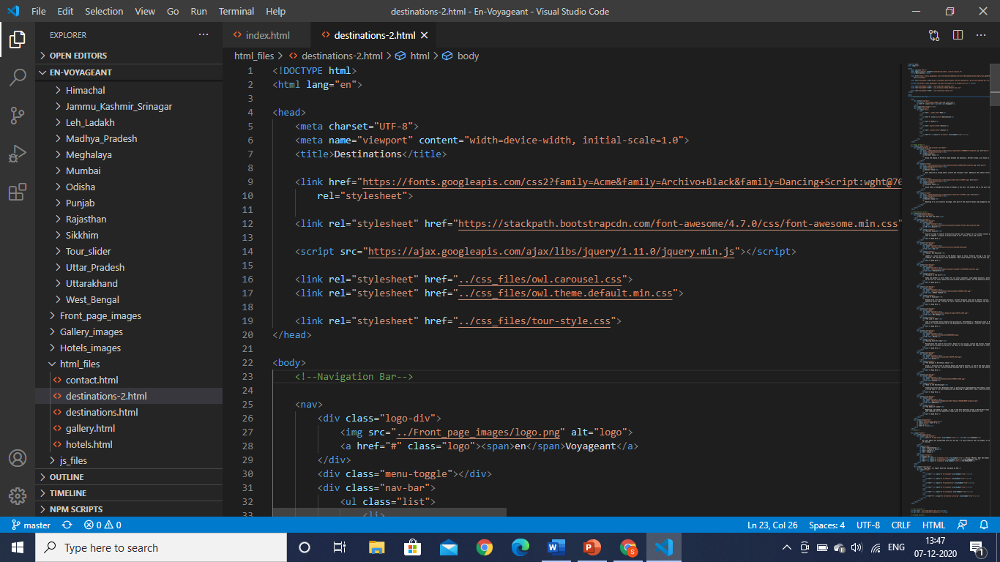 File Edit Selection View Go Run Terminal Help destinations-2.html - En-Voyageant - Visual Studio Code
EXPLORER
OPEN EDITORS
EN-VOYAGEANT
Himachal
Jammu_Kashmir_Srinagar
Leh_Ladakh
Madhya_Pradesh
Meghalaya
Mumbai
Odisha
Punjab
Rajasthan
Sikkhim
Tour_slider
Uttar_Pradesh
Uttarakhand
West_Bengal
Front_page_images
Gallery_images
Hotels_images
html_files
contact.html
destinations-2.html
destinations.html
gallery.html
hotels.html
js_files
OUTLINE
TIMELINE
NPM SCRIPTS
index.html destinations-2.html
html_files > destinations-2.html > html > body
1 <!DOCTYPE html>
2 <html lang="en">
3
4 <head>
5 <meta charset="UTF-8">
6 <meta name="viewport" content="width=device-width, initial-scale=1.0">
7 <title>Destinations</title>
8
9 <link href="https://fonts.googleapis.com/css2?family=Acme&family=Archivo+Black&family=Dancing+Script:wght@70
10 rel="stylesheet">
11
12 <link rel="stylesheet" href="https://stackpath.bootstrapcdn.com/font-awesome/4.7.0/css/font-awesome.min.css"
13
14 <script src="https://ajax.googleapis.com/ajax/libs/jquery/1.11.0/jquery.min.js"></script>
15
16 <link rel="stylesheet" href="../css_files/owl.carousel.css">
17 <link rel="stylesheet" href="../css_files/owl.theme.default.min.css">
18
19 <link rel="stylesheet" href="../css_files/tour-style.css">
20 </head>
21
22 <body>
23 <!--Navigation Bar-->
24
25 <nav>
26 <div class="logo-div">
27 <img src="../Front_page_images/logo.png" alt="logo">
28 <a href="#" class="logo"><span>en</span>Voyageant</a>
29 </div>
30 <div class="menu-toggle"></div>
31 <div class="nav-bar">
32 <ul class="list">
33 <li>
master 0 0 Ln 23, Col 26 Spaces: 4 UTF-8 CRLF HTML
Type here to search
ENG
13:47
07-12-2020
1